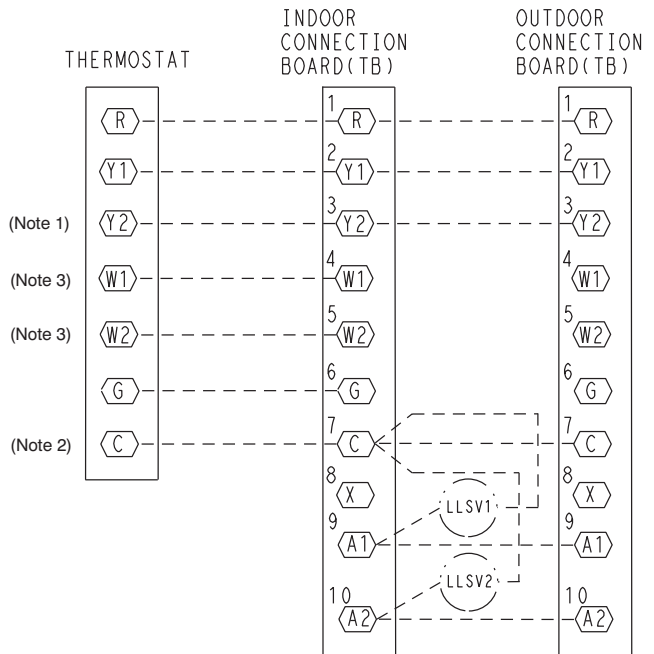 THERMOSTAT
INDOOR
CONNECTION
BOARD(TB)
OUTDOOR
CONNECTION
BOARD(TB)
R 1 R 1 R
Y1 2 Y1 2 Y1
(Note 1) Y2 3 Y2 3 Y2
(Note 3) W1 4 W1 4 W1
(Note 3) W2 5 W2 5 W2
G 6 G 6 G
(Note 2) C 7 C 7 C
8 X 8 X
LLSV1
9 A1 9 A1
LLSV2
10 A2 10 A2